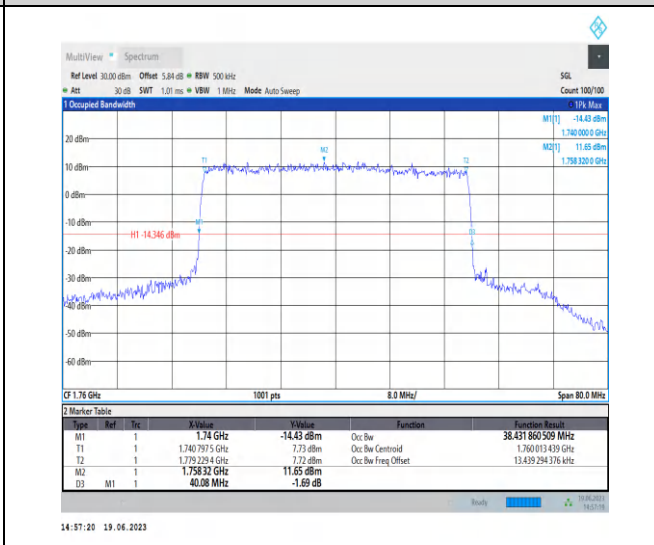 MultiView Spectrum
Ref Level 30.00 dBm Offset 5.84 dB RBW 500 kHz SGL
Att 30 dB SWT 1.01 ms VBW 1 MHz Mode Auto Sweep Count 100/100
1 Occupied Bandwidth 1Pk Max
M1[1] -14.43 dBm
1.740 000 0 GHz
M2[1] 11.65 dBm
1.758 320 0 GHz
20 dBm
T1 M2 T2
10 dBm
0 dBm
-10 dBm
M1 D3
H1 -14.346 dBm
-20 dBm
-30 dBm
-40 dBm
-50 dBm
-60 dBm
CF 1.76 GHz 1001 pts 8.0 MHz/ Span 80.0 MHz
2 Marker Table
Type Ref Trc X-Value Y-Value Function Function Result
M1 1 1.74 GHz -14.43 dBm Occ Bw 38.431 860 509 MHz
T1 1 1.740 797 5 GHz 7.73 dBm Occ Bw Centroid 1.760 013 439 GHz
T2 1 1.779 229 4 GHz 7.72 dBm Occ Bw Freq Offset 13.439 294 376 kHz
M2 1 1.758 32 GHz 11.65 dBm
D3 M1 1 40.08 MHz -1.69 dB
Ready 19.06.2023
14:57:19
14:57:20 19.06.2023